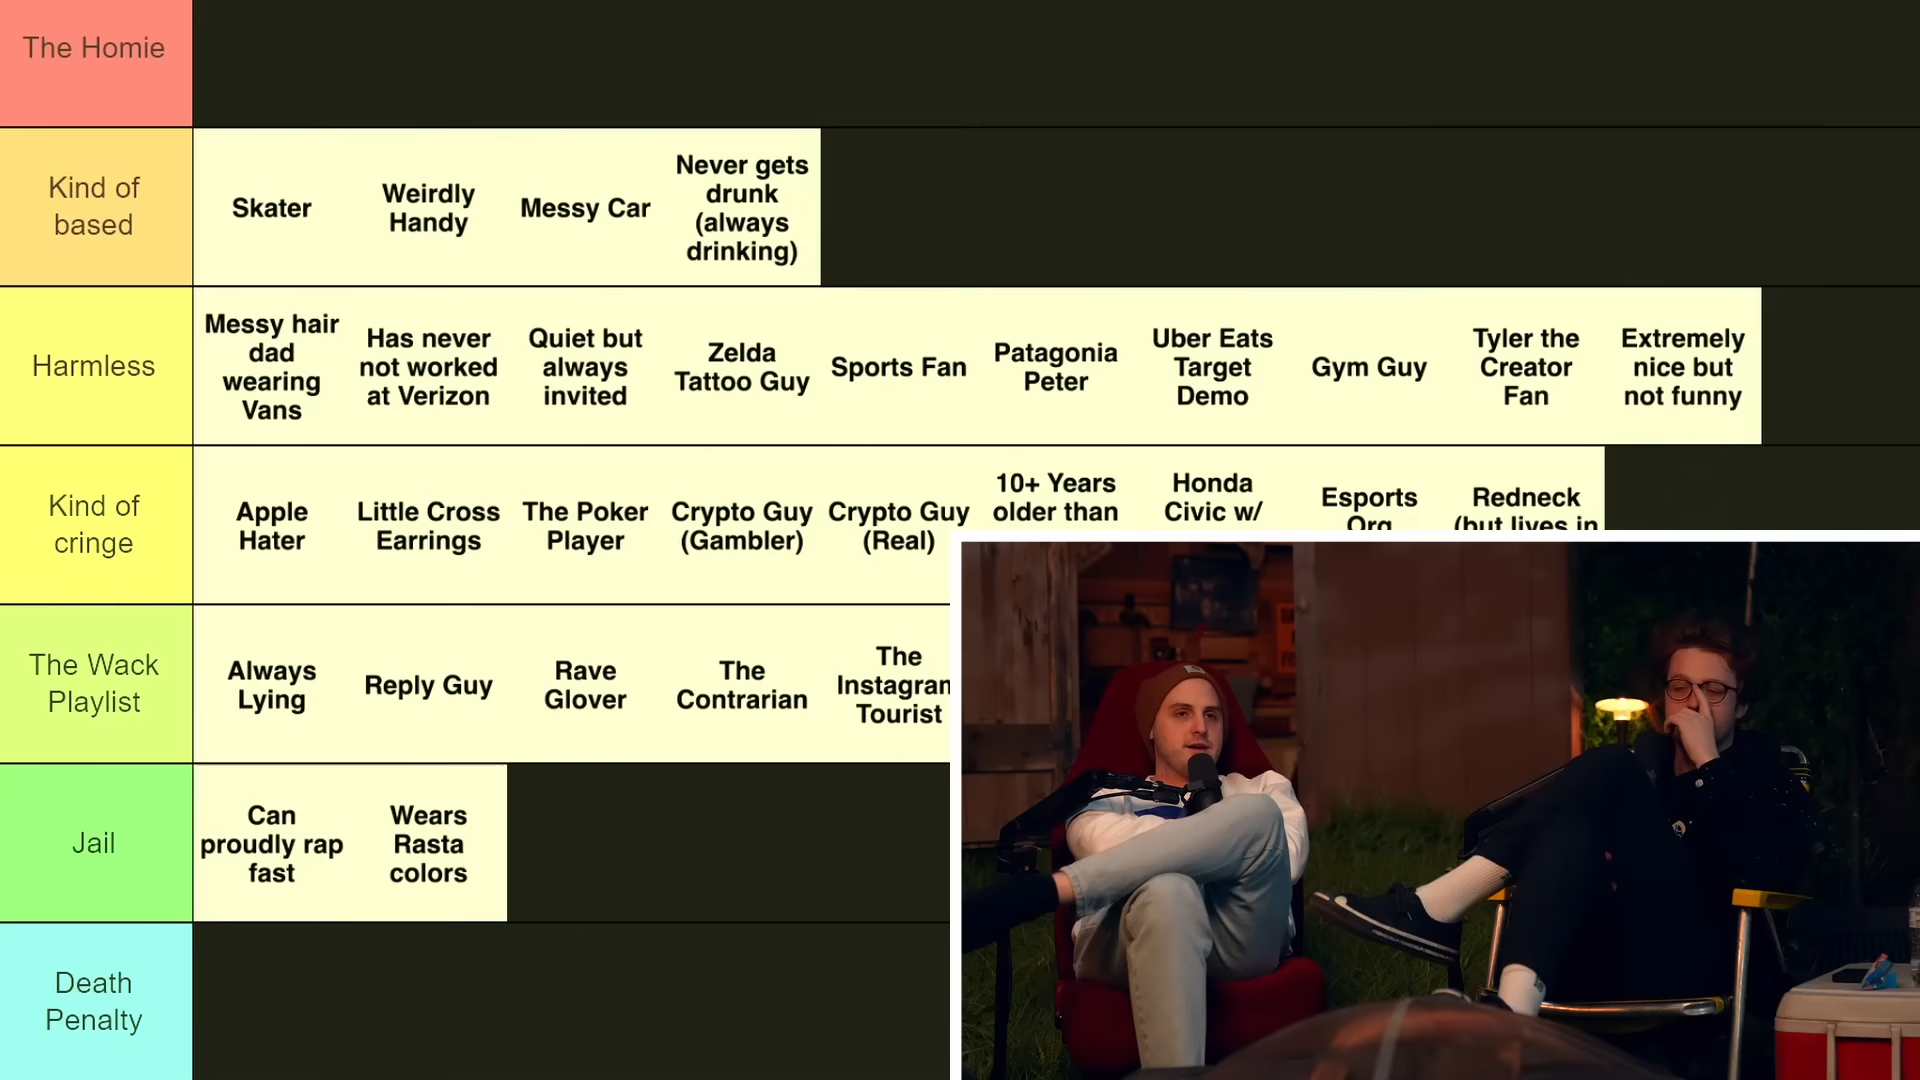 The Homie
Kind of
based
Skater
Weirdly
Handy
Messy Car
Never gets
drunk
(always
drinking)
Harmless
Messy hair
dad
wearing
Vans
Has never
not worked
at Verizon
Quiet but
always
invited
Zelda
Tattoo Guy
Sports Fan
Patagonia
Peter
Uber Eats
Target
Demo
Gym Guy
Tyler the
Creator
Fan
Extremely
nice but
not funny
Kind of
cringe
Apple
Hater
Little Cross
Earrings
The Poker
Player
Crypto Guy
(Gambler)
Crypto Guy
(Real)
10+ Years
older than
Honda
Civic w/
Esports
Org
Redneck
(but lives in
The Wack
Playlist
Always
Lying
Reply Guy
Rave
Glover
The
Contrarian
The
Instagram
Tourist
Jail
Can
proudly rap
fast
Wears
Rasta
colors
Death
Penalty